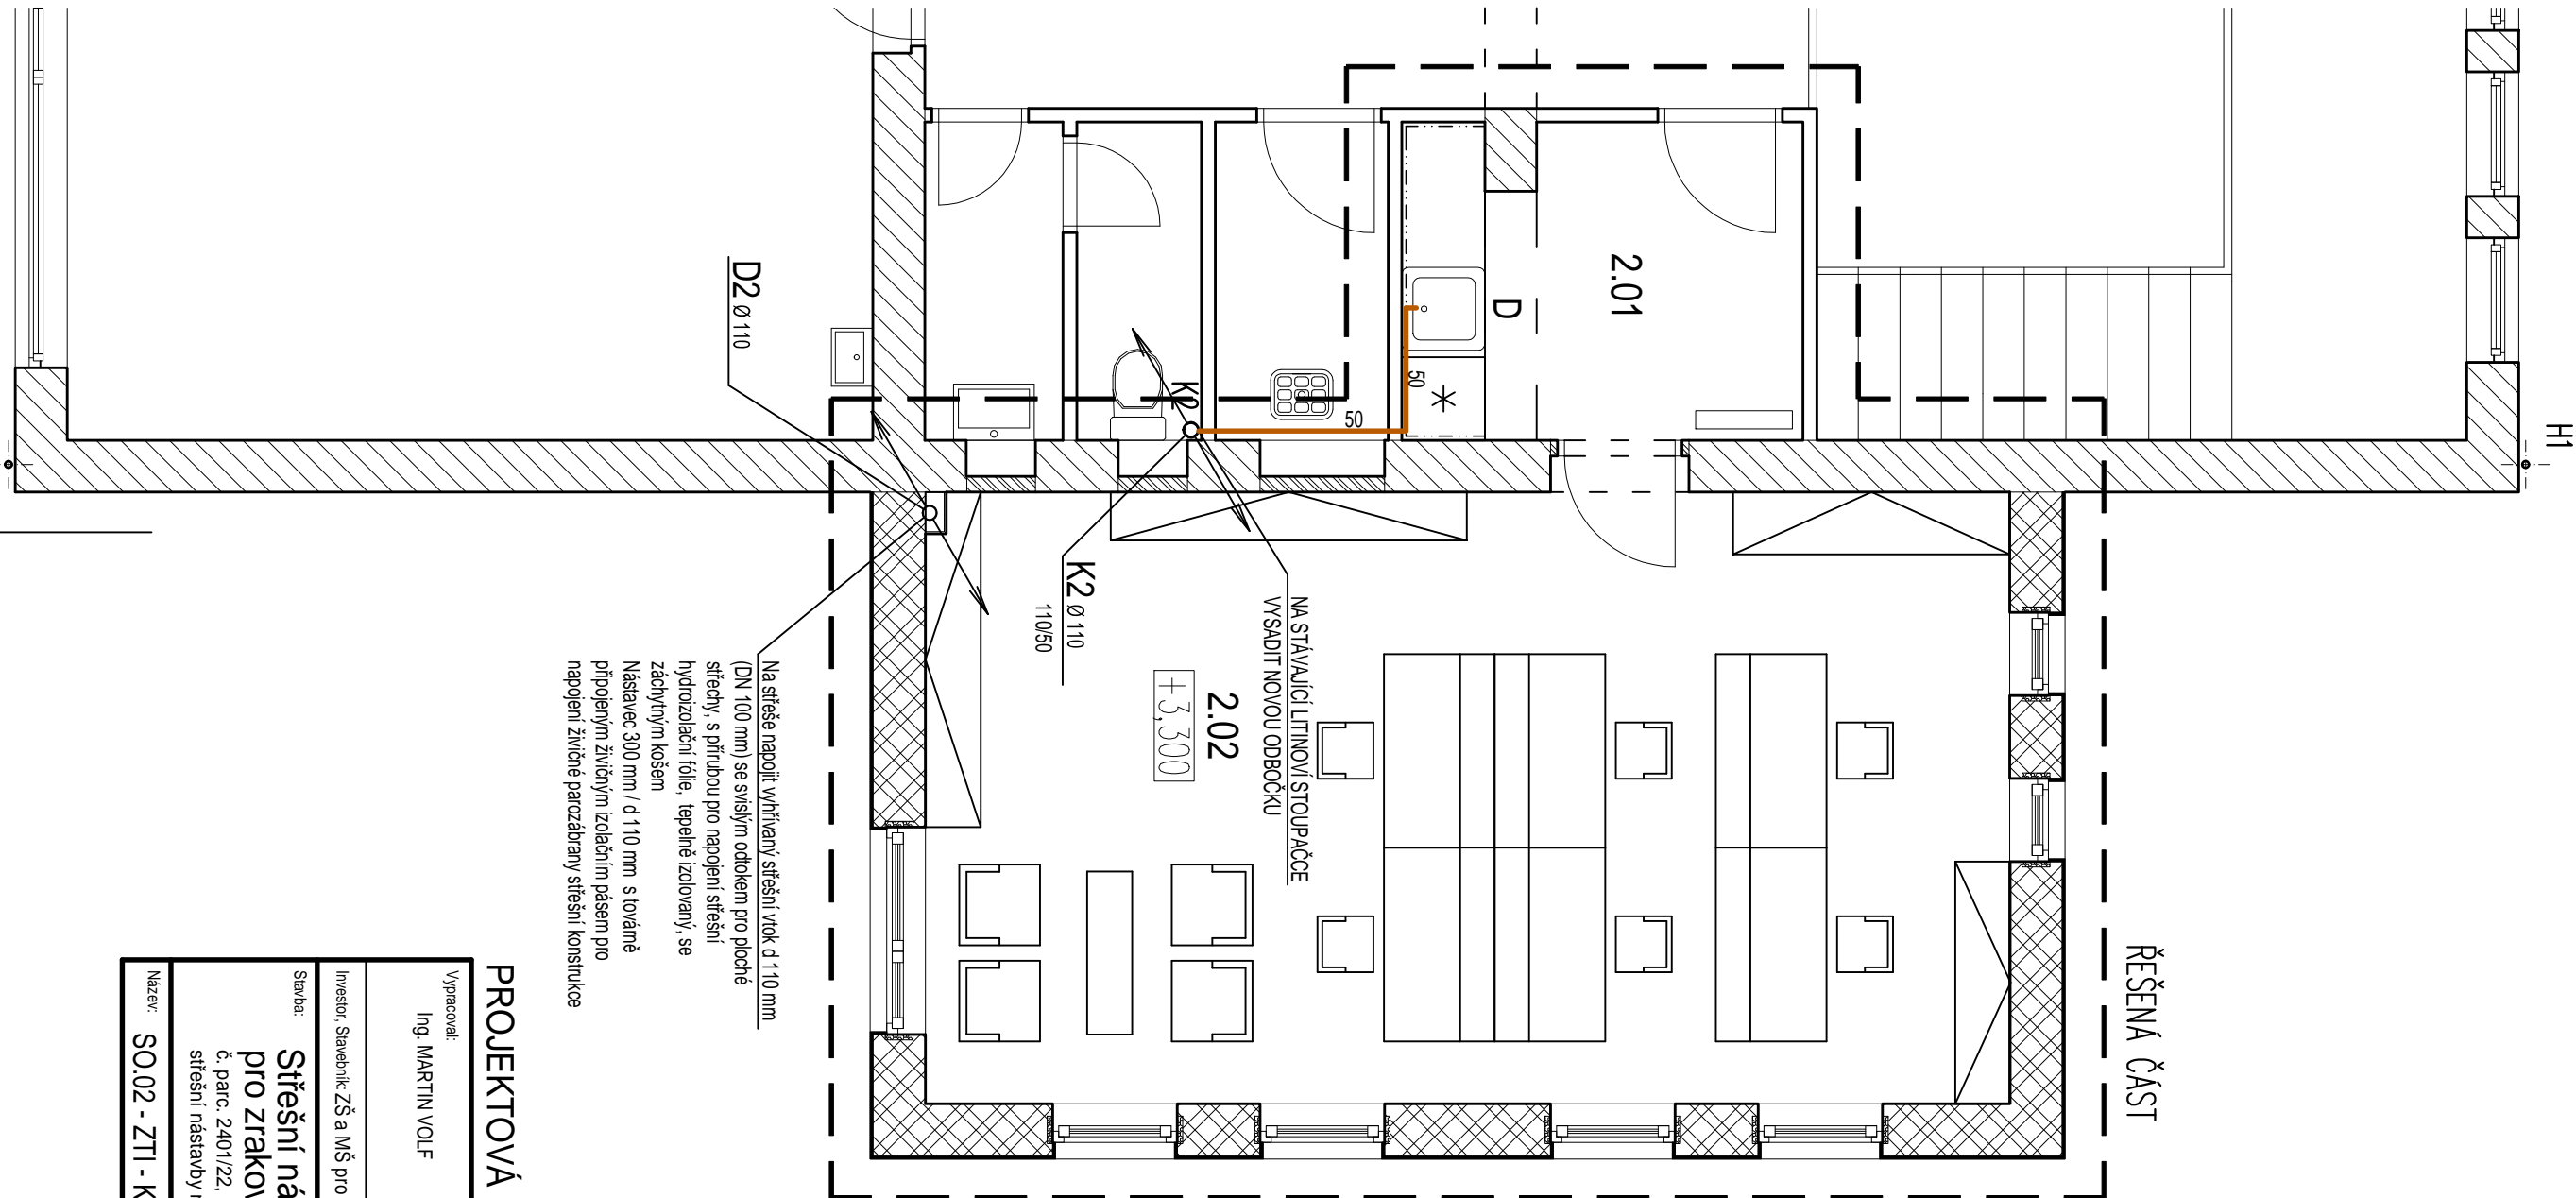 H1
ŘEŠENÁ ČÁST
2.01
D
50
50
K2
D2 Ø 110
K2 Ø 110
110/50
NA STÁVAJÍCÍ LITINOVÍ STOUPAČCE
VYSADIT NOVOU ODBOČKU
2.02
+3,300
Na střeše napojit vyhřívaný střešní vtok d 110 mm
(DN 100 mm) se svislým odtokem pro ploché
střechy, s přírubou pro napojení střešní
hydroizolační fólie, tepelně izolovaný, se
záchytným košem
Nástavec 300 mm / d 110 mm s továrně
připojeným živičným izolačním pásem pro
napojení živičné parozábrany střešní konstrukce
PROJEKTOVÁ
Vypracoval:
Ing. MARTIN VOLF
Investor, Stavebník: ZŠ a MŠ pro
Stavba:
Střešní ná
pro zrakov
č. parc. 2401/22,
střešní nástavby n
Název:
SO.02 - ZTI - K